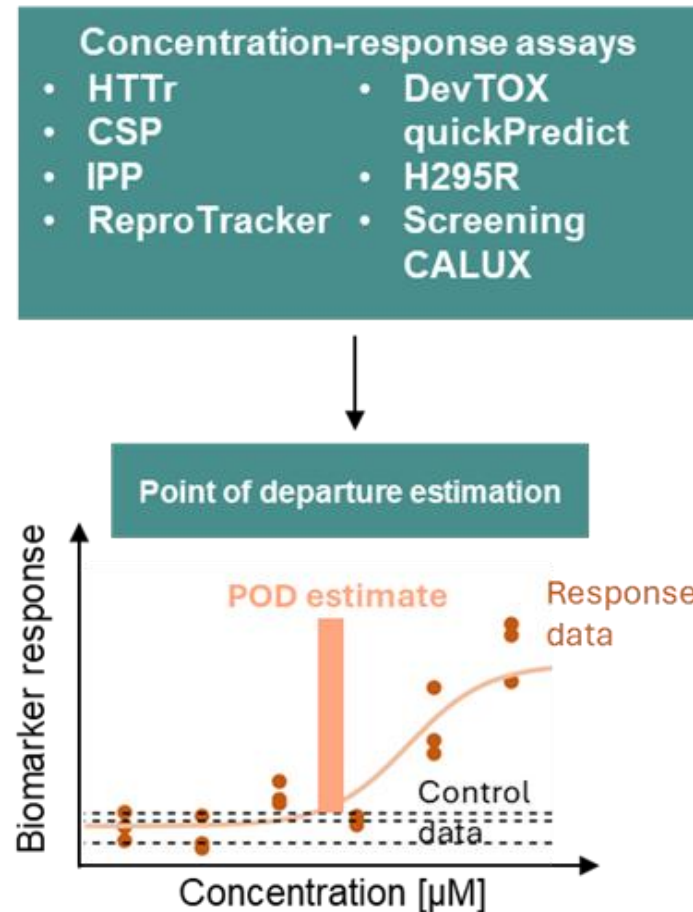 Concentration-response assays
• HTTr
• CSP
• IPP
• ReproTracker
• DevTOX
quickPredict
• H295R
• Screening
CALUX
Point of departure estimation
Biomarker response
POD estimate
Response
data
Control
data
Concentration [µM]